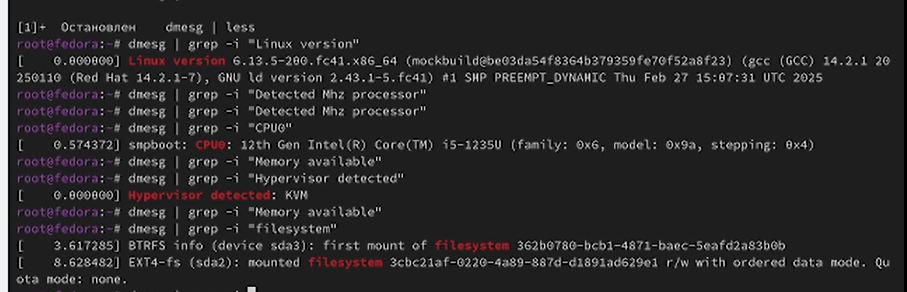 [1]+  Остановлен    dmesg | less
root@fedora:~# dmesg | grep -i "Linux version"
[    0.000000] Linux version 6.13.5-200.fc41.x86_64 (mockbuild@be03da54f8364b379359fe70f52a8f23) (gcc (GCC) 14.2.1 20
250110 (Red Hat 14.2.1-7), GNU ld version 2.43.1-5.fc41) #1 SMP PREEMPT_DYNAMIC Thu Feb 27 15:07:31 UTC 2025
root@fedora:~# dmesg | grep -i "Detected Mhz processor"
root@fedora:~# dmesg | grep -i "Detected Mhz processor"
root@fedora:~# dmesg | grep -i "CPU0"
[    0.574372] smpboot: CPU0: 12th Gen Intel(R) Core(TM) i5-1235U (family: 0x6, model: 0x9a, stepping: 0x4)
root@fedora:~# dmesg | grep -i "Memory available"
root@fedora:~# dmesg | grep -i "Hypervisor detected"
[    0.000000] Hypervisor detected: KVM
root@fedora:~# dmesg | grep -i "Memory available"
root@fedora:~# dmesg | grep -i "filesystem"
[    3.617285] BTRFS info (device sda3): first mount of filesystem 362b0780-bcb1-4871-baec-5eafd2a83b0b
[    8.628482] EXT4-fs (sda2): mounted filesystem 3cbc21af-0220-4a89-887d-d1891ad629e1 r/w with ordered data mode. Qu
ota mode: none.